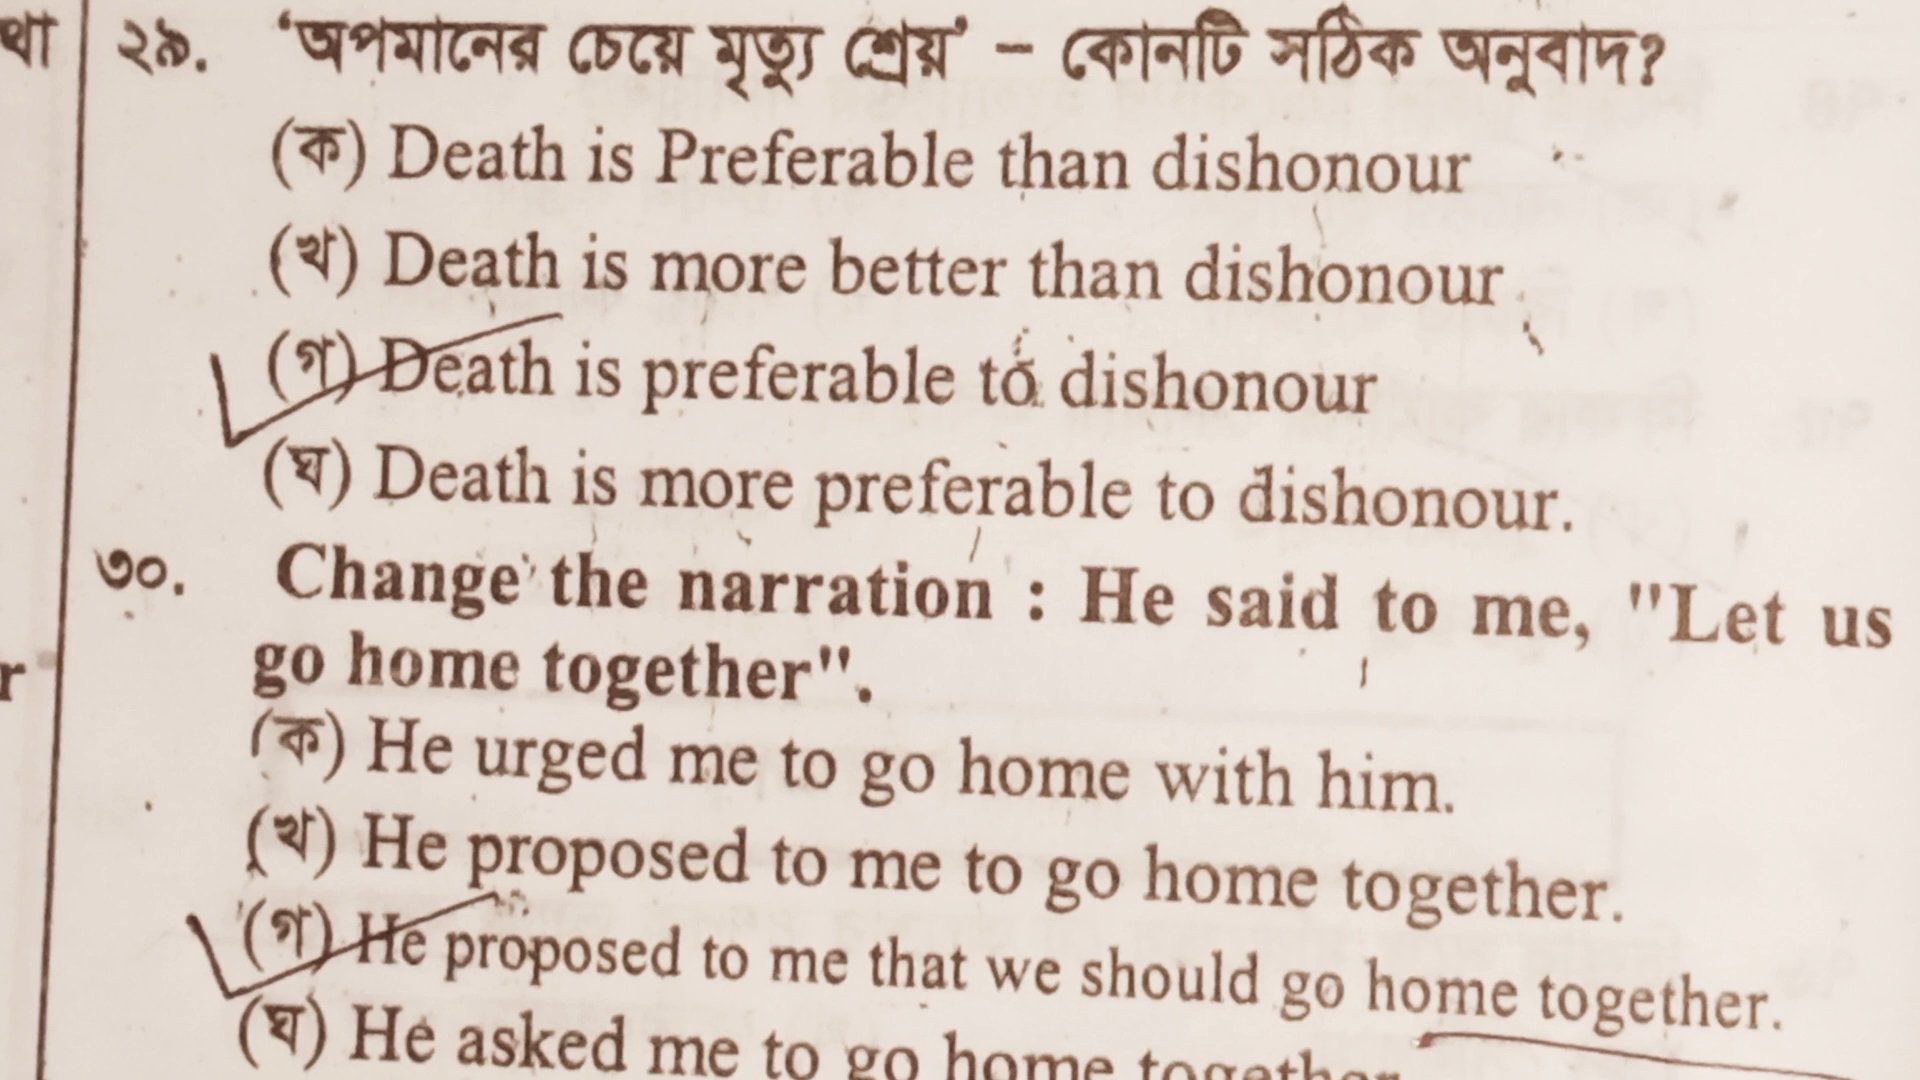 থা
২৯. ‘অপমানের চেয়ে মৃত্যু শ্রেয়’ – কোনটি সঠিক অনুবাদ?
(ক) Death is Preferable than dishonour
(খ) Death is more better than dishonour
(গ) Death is preferable to dishonour
(ঘ) Death is more preferable to dishonour.
৩০. Change the narration : He said to me, "Let us
go home together".
r
(ক) He urged me to go home with him.
(খ) He proposed to me to go home together.
(গ) He proposed to me that we should go home together.
(ঘ) He asked me to go home together